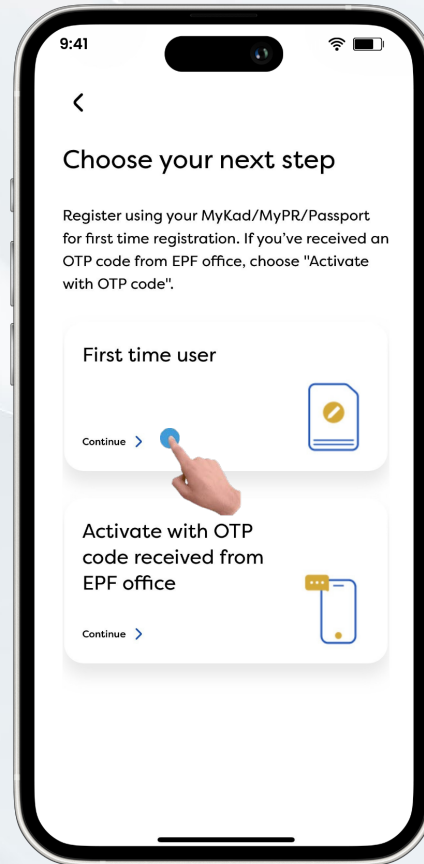 9:41
Choose your next step
Register using your MyKad/MyPR/Passport
for first time registration. If you've received an
OTP code from EPF office, choose "Activate
with OTP code".
First time user
Continue
Activate with OTP
code received from
EPF office
Continue